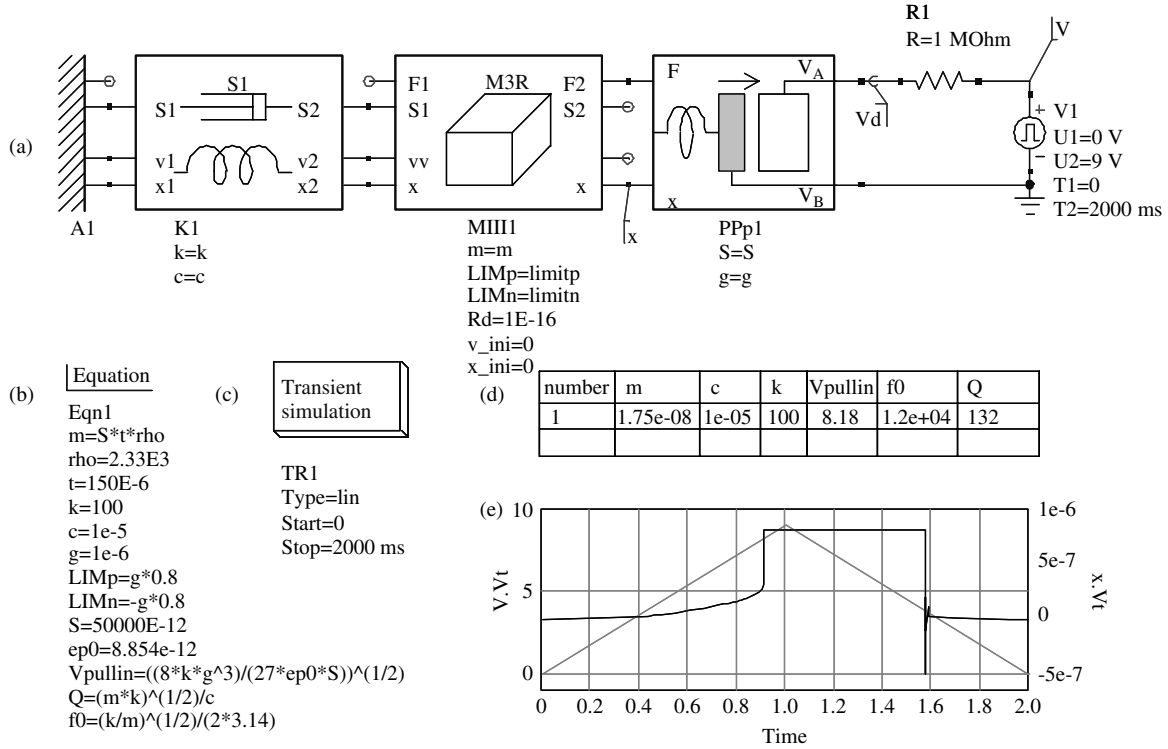 (a)
A1
S1
S1
S2
v1
v2
x1
x2
K1
k=k
c=c
F1
M3R
F2
S1
S2
vv
x
x
MIII1
m=m
LIMp=limitp
LIMn=limitn
Rd=1E-16
v_ini=0
x_ini=0
x
F
V_A
x
V_B
PPp1
S=S
g=g
Vd
R1
R=1 MOhm
V
+
V1
U1=0 V
− U2=9 V
T1=0
T2=2000 ms
(b)
Equation
Eqn1
m=S*t*rho
rho=2.33E3
t=150E-6
k=100
c=1e-5
g=1e-6
LIMp=g*0.8
LIMn=-g*0.8
S=50000E-12
ep0=8.854e-12
Vpullin=((8*k*g^3)/(27*ep0*S))^(1/2)
Q=(m*k)^(1/2)/c
f0=(k/m)^(1/2)/(2*3.14)
(c)
Transient
simulation
TR1
Type=lin
Start=0
Stop=2000 ms
(d)
number m c k Vpullin f0 Q
1 1.75e-08 1e-05 100 8.18 1.2e+04 132
(e)
10
5
0
V.Vt
1e-6
5e-7
0
-5e-7
x.Vt
0 0.2 0.4 0.6 0.8 1.0 1.2 1.4 1.6 1.8 2.0
Time